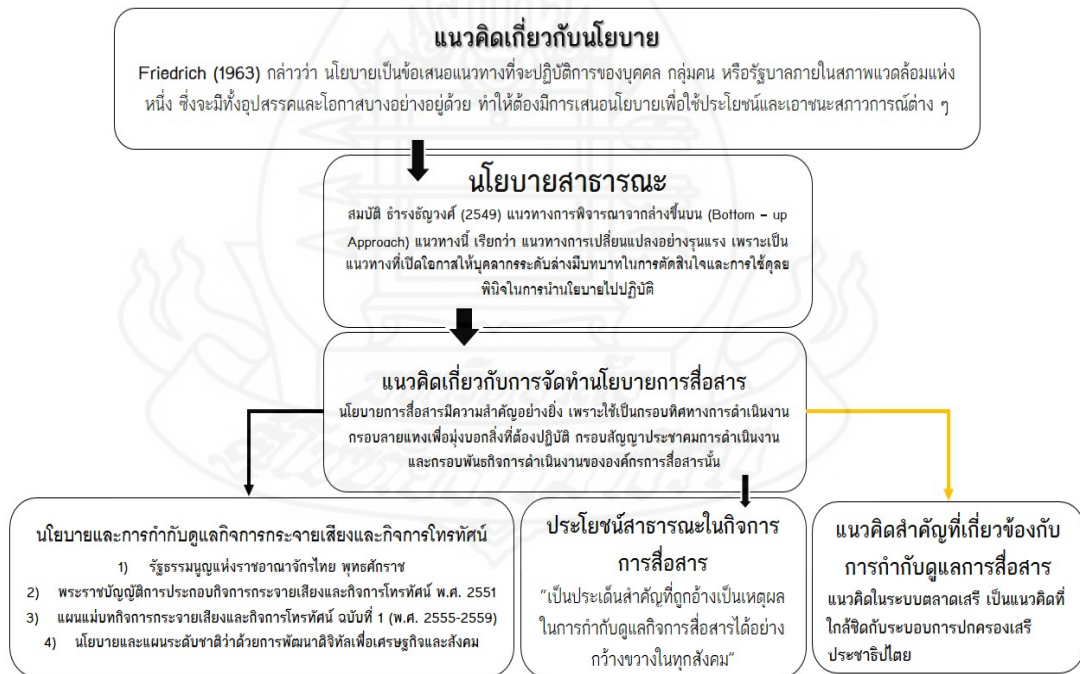 แนวคิดเกี่ยวกับนโยบาย
Friedrich (1963) กล่าวว่า นโยบายเป็นข้อเสนอแนวทางที่จะปฏิบัติการของบุคคล กลุ่มคน หรือรัฐบาลภายในสภาพแวดล้อมแห่ง
หนึ่ง ซึ่งจะมีทั้งอุปสรรคและโอกาสบางอย่างอยู่ด้วย ทำให้ต้องมีการเสนอนโยบายเพื่อใช้ประโยชน์และเอาชนะสภาวการณ์ต่าง ๆ
นโยบายสาธารณะ
สมบัติ ธำรงธัญวงศ์ (2549) แนวทางการพิจารณาจากล่างขึ้นบน (Bottom – up
Approach) แนวทางนี้ เรียกว่า แนวทางการเปลี่ยนแปลงอย่างรุนแรง เพราะเป็น
แนวทางที่เปิดโอกาสให้บุคลากรระดับล่างมีบทบาทในการตัดสินใจและการใช้ดุลย
พินิจในการนำนโยบายไปปฏิบัติ
แนวคิดเกี่ยวกับการจัดทำนโยบายการสื่อสาร
นโยบายการสื่อสารมีความสำคัญอย่างยิ่ง เพราะใช้เป็นกรอบทิศทางการดำเนินงาน
กรอบลายแทงเพื่อมุ่งบอกสิ่งที่ต้องปฏิบัติ กรอบสัญญาประชาคมการดำเนินงาน
และกรอบพันธกิจการดำเนินงานขององค์กรการสื่อสารนั้น
นโยบายและการกำกับดูแลกิจการกระจายเสียงและกิจการโทรทัศน์
1) รัฐธรรมนูญแห่งราชอาณาจักรไทย พุทธศักราช
2) พระราชบัญญัติการประกอบกิจการกระจายเสียงและกิจการโทรทัศน์ พ.ศ. 2551
3) แผนแม่บทกิจการกระจายเสียงและกิจการโทรทัศน์ ฉบับที่ 1 (พ.ศ. 2555-2559)
4) นโยบายและแผนระดับชาติว่าด้วยการพัฒนาดิจิทัลเพื่อเศรษฐกิจและสังคม
ประโยชน์สาธารณะในกิจการ
การสื่อสาร
"เป็นประเด็นสำคัญที่ถูกอ้างเป็นเหตุผล
ในการกำกับดูแลกิจการสื่อสารได้อย่าง
กว้างขวางในทุกสังคม"
แนวคิดสำคัญที่เกี่ยวข้องกับ
การกำกับดูแลการสื่อสาร
แนวคิดในระบบตลาดเสรี เป็นแนวคิดที่
ใกล้ชิดกับระบอบการปกครองเสรี
ประชาธิปไตย